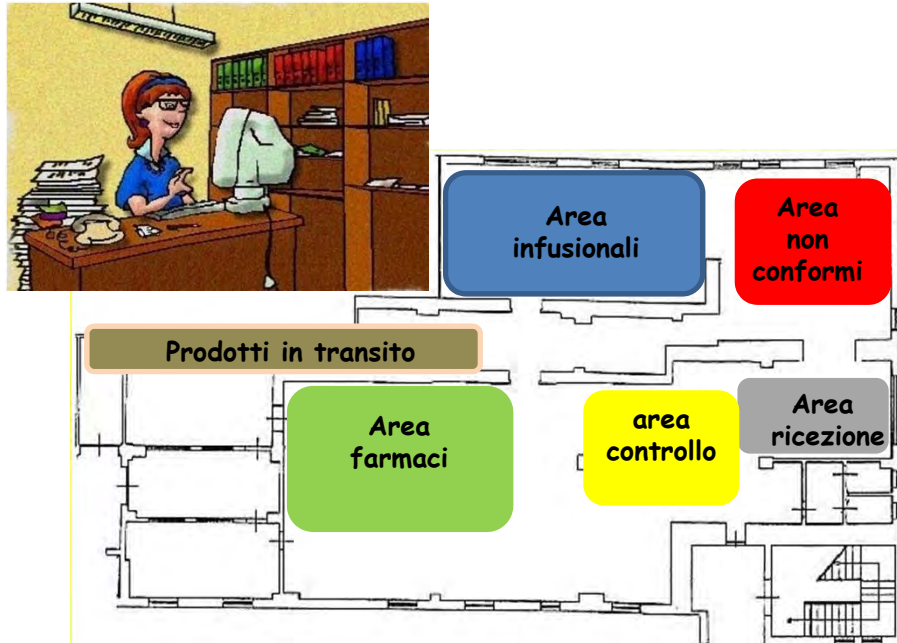 Area
infusionali
Area
non
conformi
Prodotti in transito
Area
farmaci
area
controllo
Area
ricezione